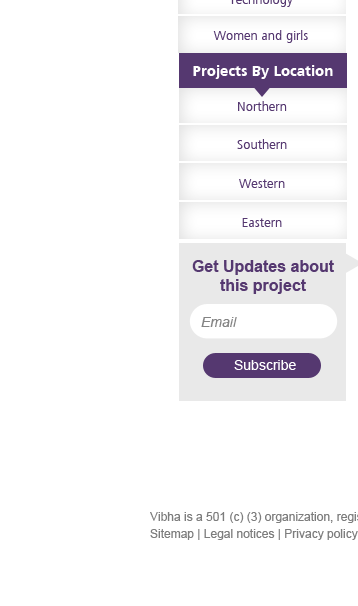 Technology
Women and girls
Projects By Location
Northern
Southern
Western
Eastern
Get Updates about
this project
Email
Subscribe
Vibha is a 501 (c) (3) organization, regis
Sitemap | Legal notices | Privacy policy